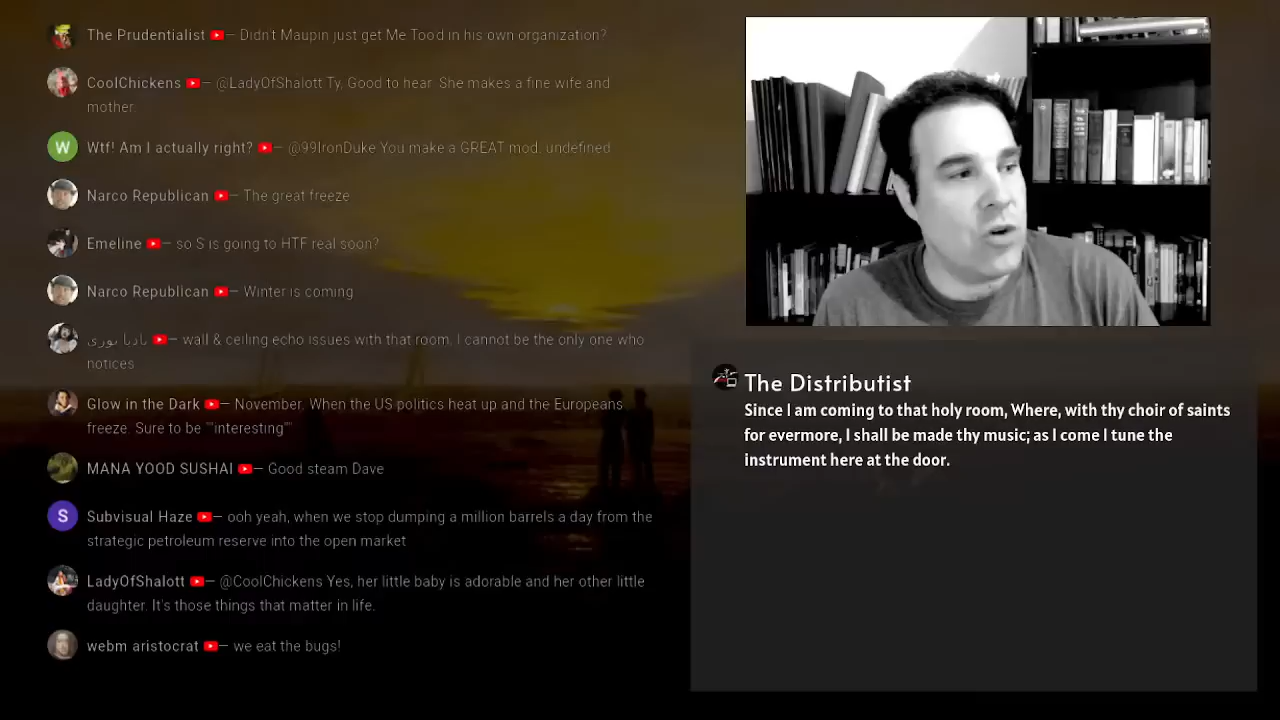 The Prudentialist — Didn't Maupin just get Me Too'd in his own organization?
CoolChickens — @LadyOfShalott Ty, Good to hear. She makes a fine wife and
mother.
W
Wtf! Am I actually right? — @99IronDuke You make a GREAT mod. undefined
Narco Republican — The great freeze
Emeline — so S is going to HTF real soon?
Narco Republican — Winter is coming
نادیا نوری — wall & ceiling echo issues with that room, I cannot be the only one who
notices
Glow in the Dark — November. When the US politics heat up and the Europeans
freeze. Sure to be ""interesting""
MANA YOOD SUSHAI — Good steam Dave
S
Subvisual Haze — ooh yeah, when we stop dumping a million barrels a day from the
strategic petroleum reserve into the open market
LadyOfShalott — @CoolChickens Yes, her little baby is adorable and her other little
daughter. It's those things that matter in life.
webm aristocrat — we eat the bugs!
The Distributist
Since I am coming to that holy room, Where, with thy choir of saints
for evermore, I shall be made thy music; as I come I tune the
instrument here at the door.